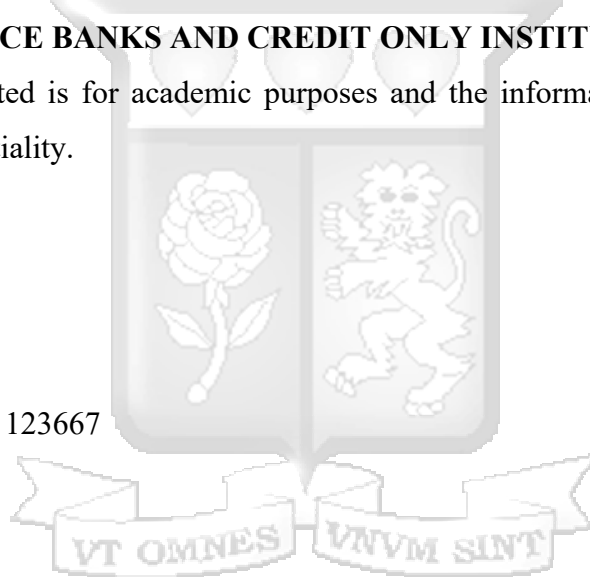 CE BANKS AND CREDIT ONLY INSTIT
ted is for academic purposes and the informa
tiality.
123667
VT OMNES VNVM SINT